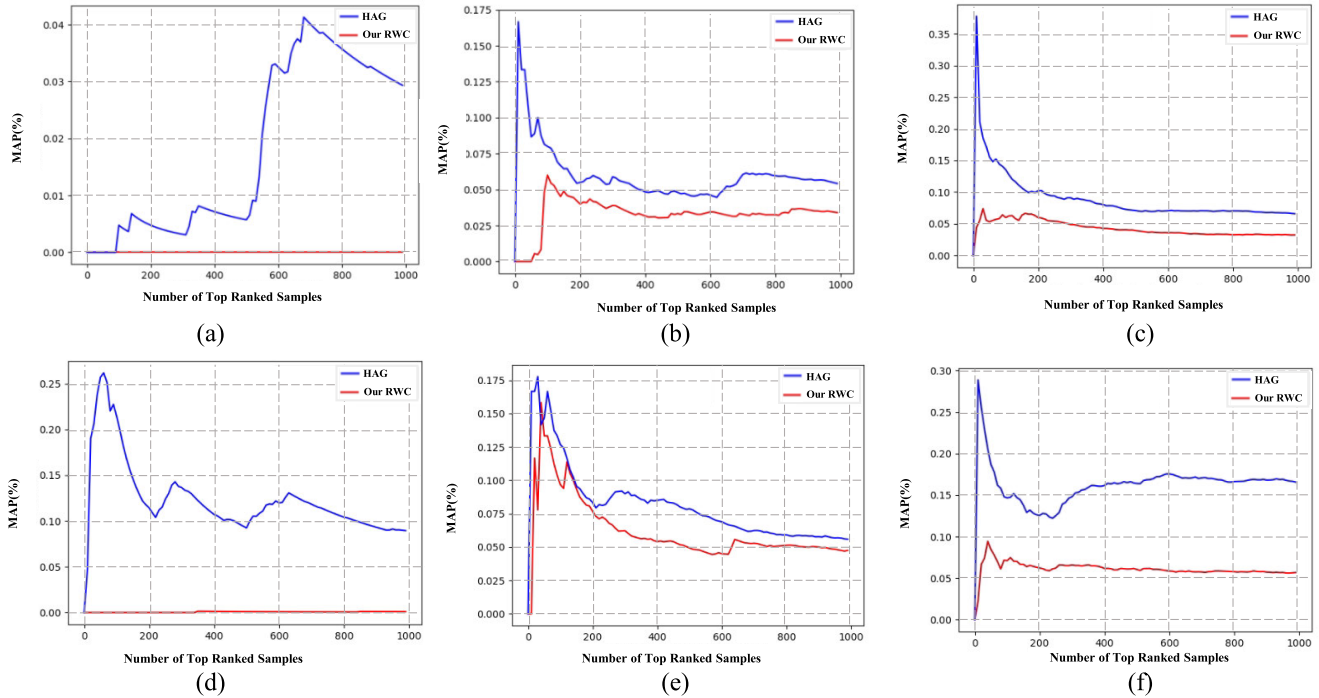 HAG
Our RWC
0.04
0.03
0.02
0.01
0.00
MAP(%)
0 200 400 600 800 1000
Number of Top Ranked Samples
(a)
HAG
Our RWC
0.175
0.150
0.125
0.100
0.075
0.050
0.025
0.000
MAP(%)
0 200 400 600 800 1000
Number of Top Ranked Samples
(b)
HAG
Our RWC
0.35
0.30
0.25
0.20
0.15
0.10
0.05
0.00
MAP(%)
0 200 400 600 800 1000
Number of Top Ranked Samples
(c)
HAG
Our RWC
0.25
0.20
0.15
0.10
0.05
0.00
MAP(%)
0 200 400 600 800 1000
Number of Top Ranked Samples
(d)
HAG
Our RWC
0.175
0.150
0.125
0.100
0.075
0.050
0.025
0.000
MAP(%)
0 200 400 600 800 1000
Number of Top Ranked Samples
(e)
HAG
Our RWC
0.30
0.25
0.20
0.15
0.10
0.05
0.00
MAP(%)
0 200 400 600 800 1000
Number of Top Ranked Samples
(f)